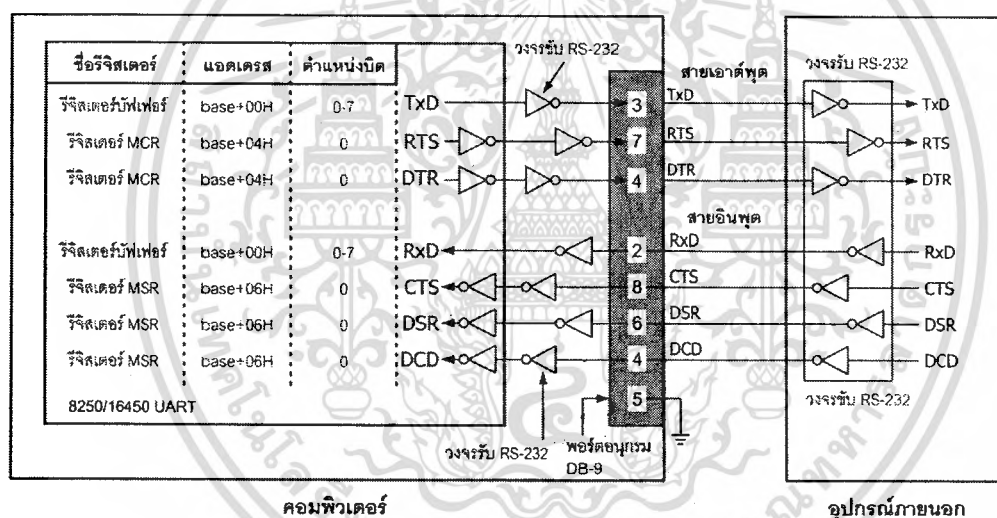 ชื่อรีจิสเตอร์ แอดเดรส ตำแหน่งบิต
วงจรขับ RS-232
สายเอาต์พุต
วงจรรับ RS-232
รีจิสเตอร์บัฟเฟอร์ base+00H 0-7 TxD 3 TxD TxD
รีจิสเตอร์ MCR base+04H 0 RTS 7 RTS RTS
รีจิสเตอร์ MCR base+04H 0 DTR 4 DTR DTR
สายอินพุต
รีจิสเตอร์บัฟเฟอร์ base+00H 0-7 RxD 2 RxD RxD
รีจิสเตอร์ MSR base+06H 0 CTS 8 CTS CTS
รีจิสเตอร์ MSR base+06H 0 DSR 6 DSR DSR
รีจิสเตอร์ MSR base+06H 0 DCD 4 DCD DCD
8250/16450 UART
5
วงจรขับ RS-232
วงจรรับ RS-232
พอร์ตอนุกรม
DB-9
คอมพิวเตอร์
อุปกรณ์ภายนอก